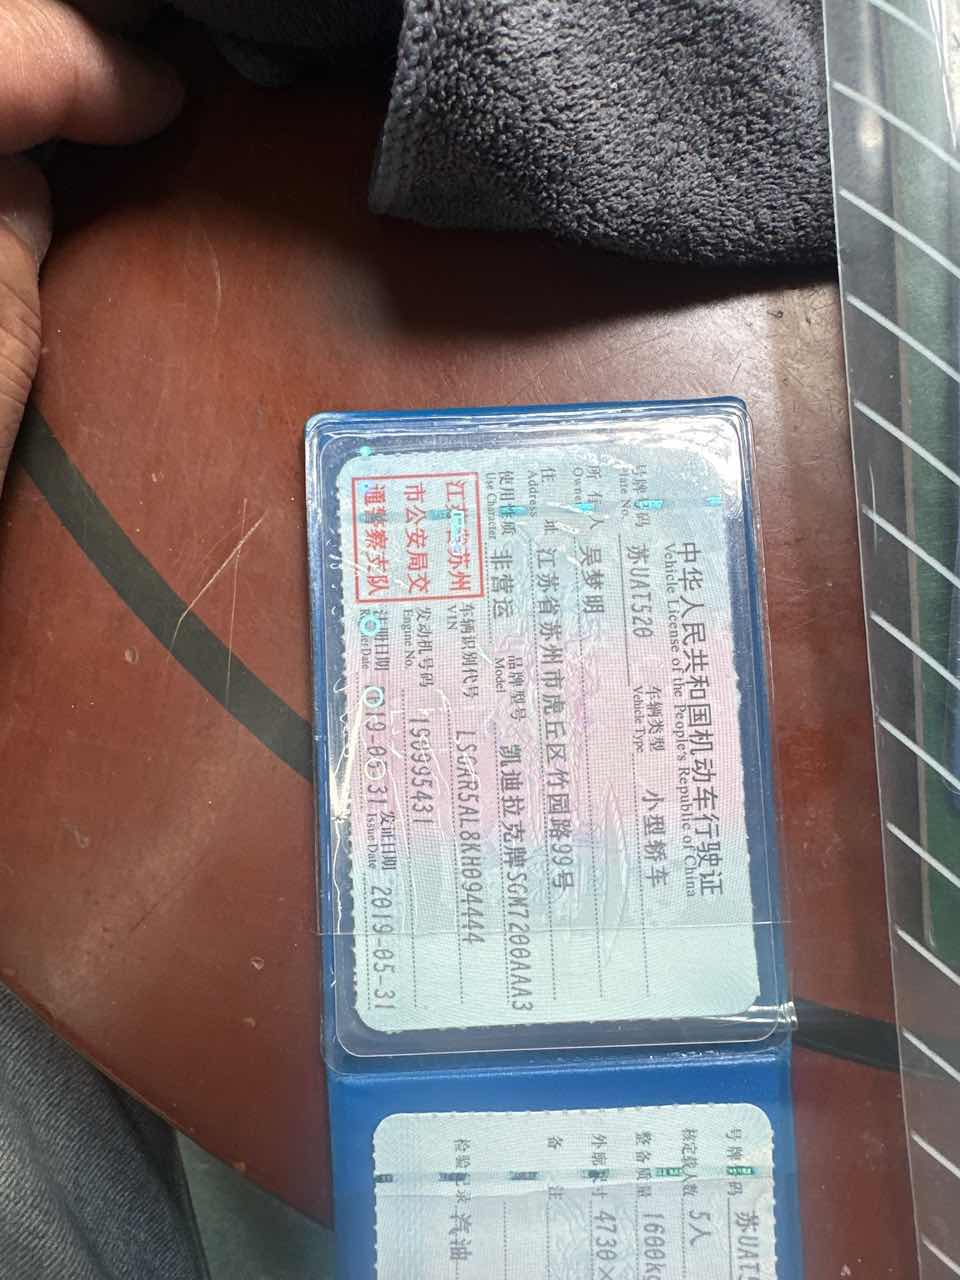 中华人民共和国机动车行驶证
Vehicle License of the People's Republic of China
号牌号码 苏UAT520 车辆类型 小型轿车
Plate No. Vehicle Type
所有人 吴梦明
Owner
住址 江苏省苏州市虎丘区竹园路99号
Address
使用性质 非营运 品牌型号 凯迪拉克牌SGM7200AAA3
Use Character Model
江苏省苏州市公安局交通警察支队
车辆识别代号 LSGAR5AL8KH094444
VIN
发动机号码 19S995431
Engine No.
注册日期 发证日期 2019-05-31
Issue Date
号牌号码 苏UAT
核定载人数 5人
整备质量 1600kg
外廓尺寸 4730×
备注
检验记录 汽油